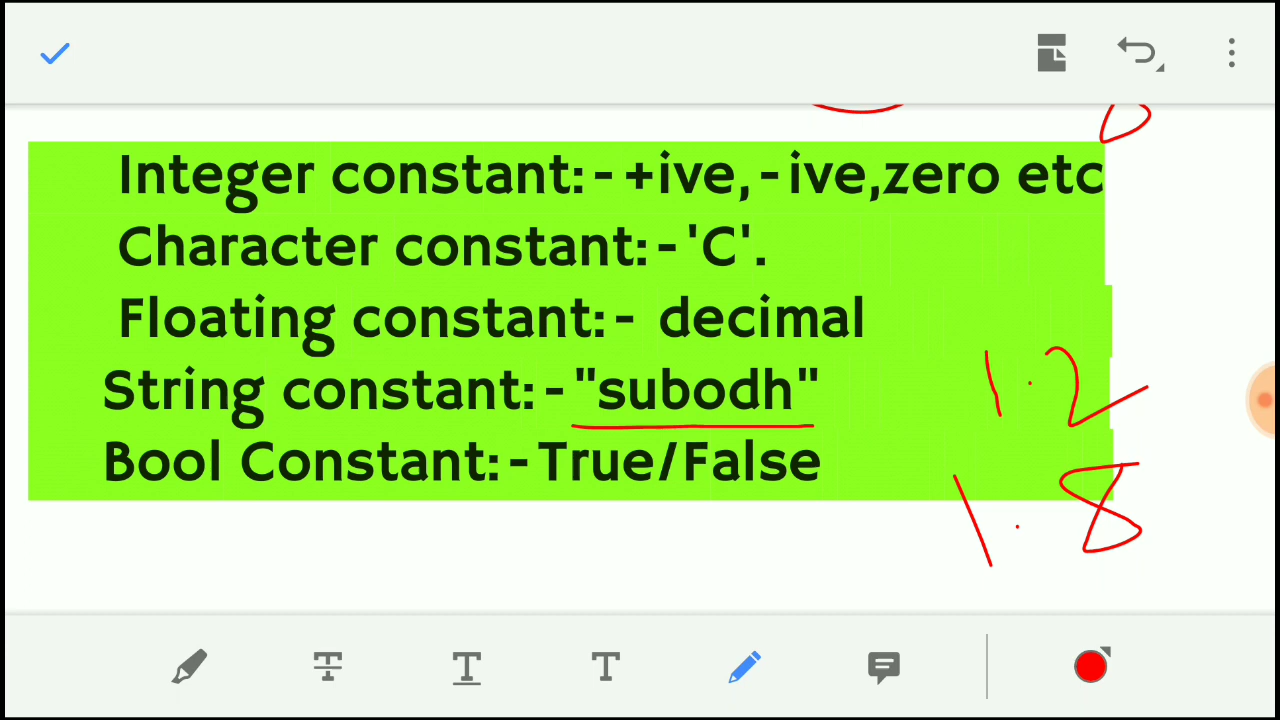 Integer constant:-+ive,-ive,zero etc
Character constant:-'C'.
Floating constant:- decimal
String constant:-"subodh"
1.2
Bool Constant:-True/False
1.8